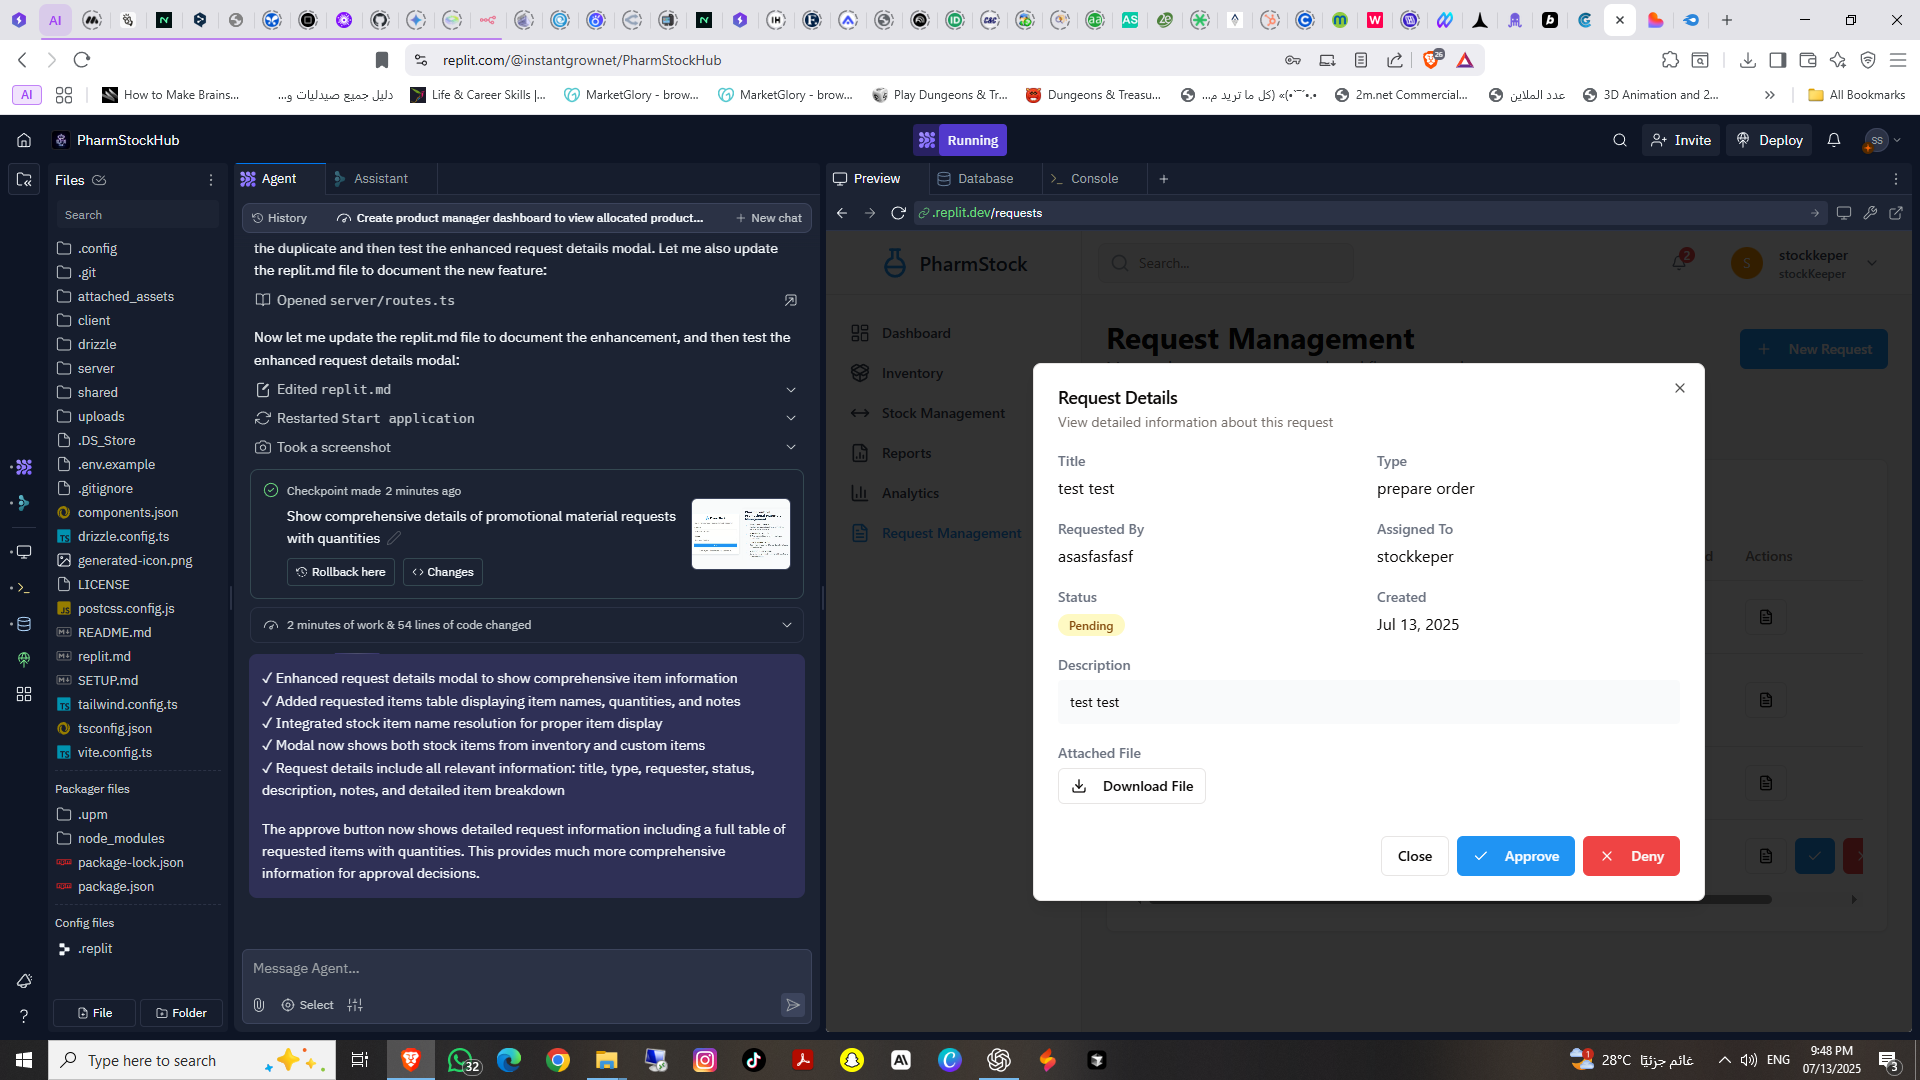 replit.com/@instantgrownet/PharmStockHub
26
AI
How to Make Brains...
دليل جميع صيدليات و...
Life & Career Skills |...
MarketGlory - brow...
MarketGlory - brow...
Play Dungeons & Tr...
Dungeons & Treasu...
2m.net Commercial...
عدد الملاين
3D Animation and 2...
All Bookmarks
PharmStockHub
Running
Invite
Deploy
SS
Files
Search
.config
.git
attached_assets
client
drizzle
server
shared
uploads
.DS_Store
.env.example
.gitignore
components.json
drizzle.config.ts
generated-icon.png
LICENSE
postcss.config.js
README.md
replit.md
SETUP.md
tailwind.config.ts
tsconfig.json
vite.config.ts
Packager files
.upm
node_modules
package-lock.json
package.json
Config files
.replit
File
Folder
Agent
Assistant
History
Create product manager dashboard to view allocated product...
New chat
the duplicate and then test the enhanced request details modal. Let me also update
the replit.md file to document the new feature:
Opened server/routes.ts
Now let me update the replit.md file to document the enhancement, and then test the
enhanced request details modal:
Edited replit.md
Restarted Start application
Took a screenshot
Checkpoint made 2 minutes ago
Show comprehensive details of promotional material requests
with quantities
Rollback here
Changes
2 minutes of work & 54 lines of code changed
✓ Enhanced request details modal to show comprehensive item information
✓ Added requested items table displaying item names, quantities, and notes
✓ Integrated stock item name resolution for proper item display
✓ Modal now shows both stock items from inventory and custom items
✓ Request details include all relevant information: title, type, requester, status,
description, notes, and detailed item breakdown
The approve button now shows detailed request information including a full table of
requested items with quantities. This provides much more comprehensive
information for approval decisions.
Message Agent...
Select
Preview
Database
Console
.replit.dev/requests
PharmStock
Search...
2
S
stockkeper
stockKeeper
Dashboard
Inventory
Stock Management
Reports
Analytics
Request Management
Request Management
New Request
Actions
Request Details
View detailed information about this request
Title
test test
Type
prepare order
Requested By
asasfasfasf
Assigned To
stockkeper
Status
Pending
Created
Jul 13, 2025
Description
test test
Attached File
Download File
Close
Approve
Deny
Type here to search
32
28°C
غائم جزئيًا
ENG
9:48 PM
07/13/2025
3